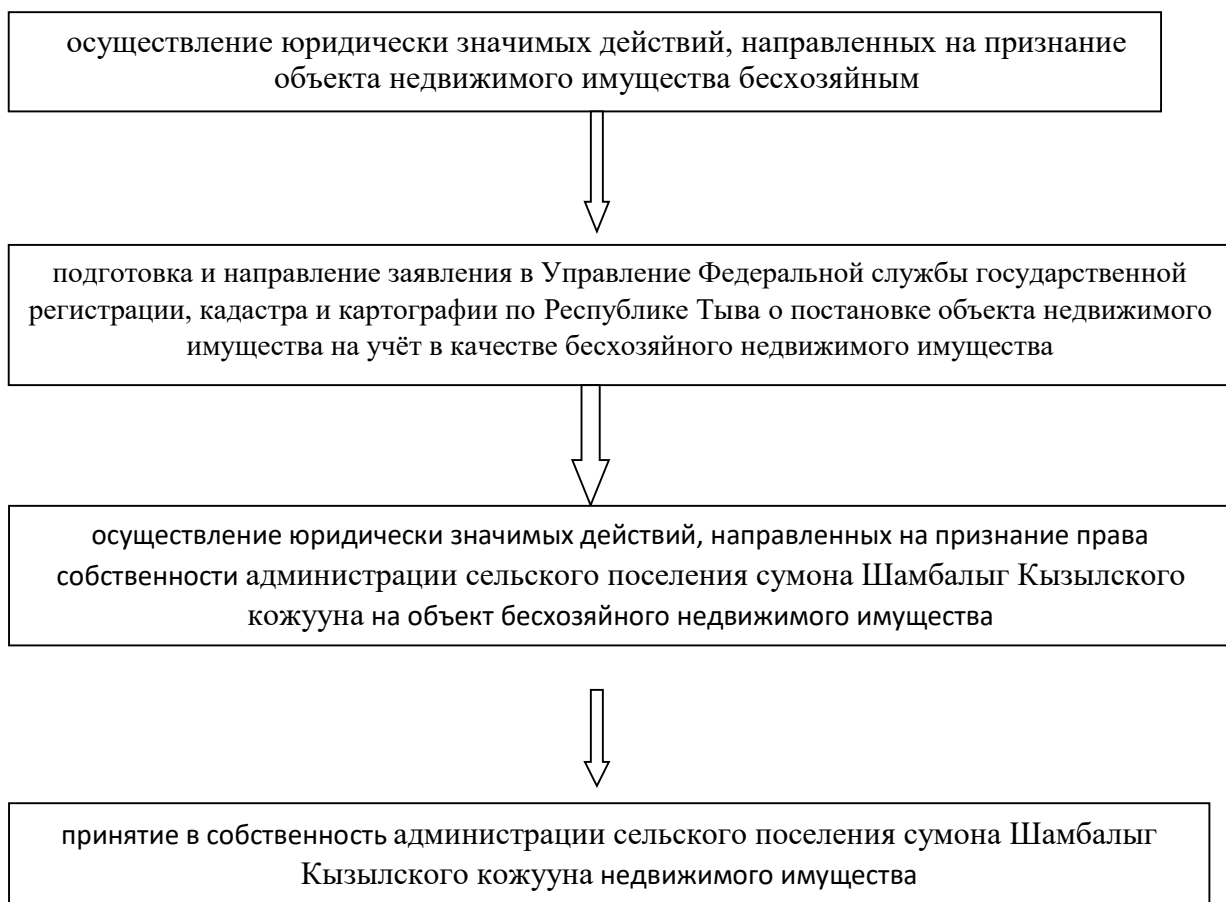 осуществление юридически значимых действий, направленных на признание
объекта недвижимого имущества бесхозяйным
подготовка и направление заявления в Управление Федеральной службы государственной
регистрации, кадастра и картографии по Республике Тыва о постановке объекта недвижимого
имущества на учёт в качестве бесхозяйного недвижимого имущества
осуществление юридически значимых действий, направленных на признание права
собственности администрации сельского поселения сумона Шамбалыг Кызылского
кожууна на объект бесхозяйного недвижимого имущества
принятие в собственность администрации сельского поселения сумона Шамбалыг
Кызылского кожууна недвижимого имущества